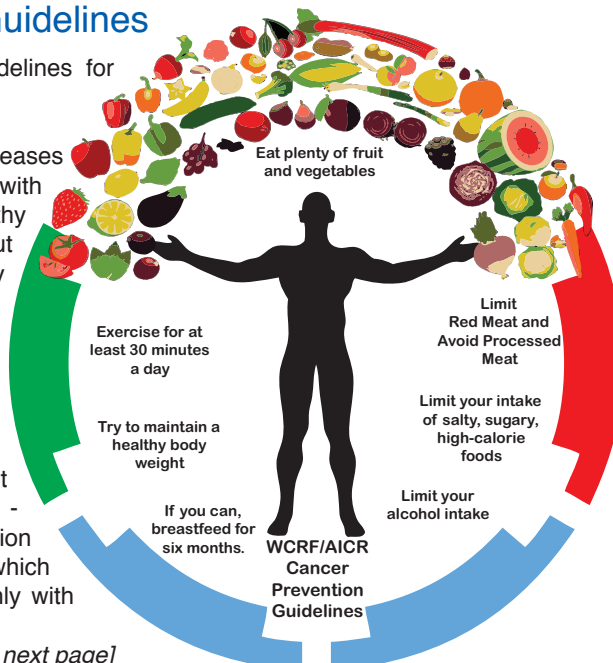 Guidelines
delines for
eases
with
thy
ut
y
t
-
ion
which
nly with
next page]
Eat plenty of fruit
and vegetables
Exercise for at
least 30 minutes
a day
Try to maintain a
healthy body
weight
If you can,
breastfeed for
six months.
Limit
Red Meat and
Avoid Processed
Meat
Limit your intake
of salty, sugary,
high-calorie
foods
Limit your
alcohol intake
WCRF/AICR
Cancer
Prevention
Guidelines